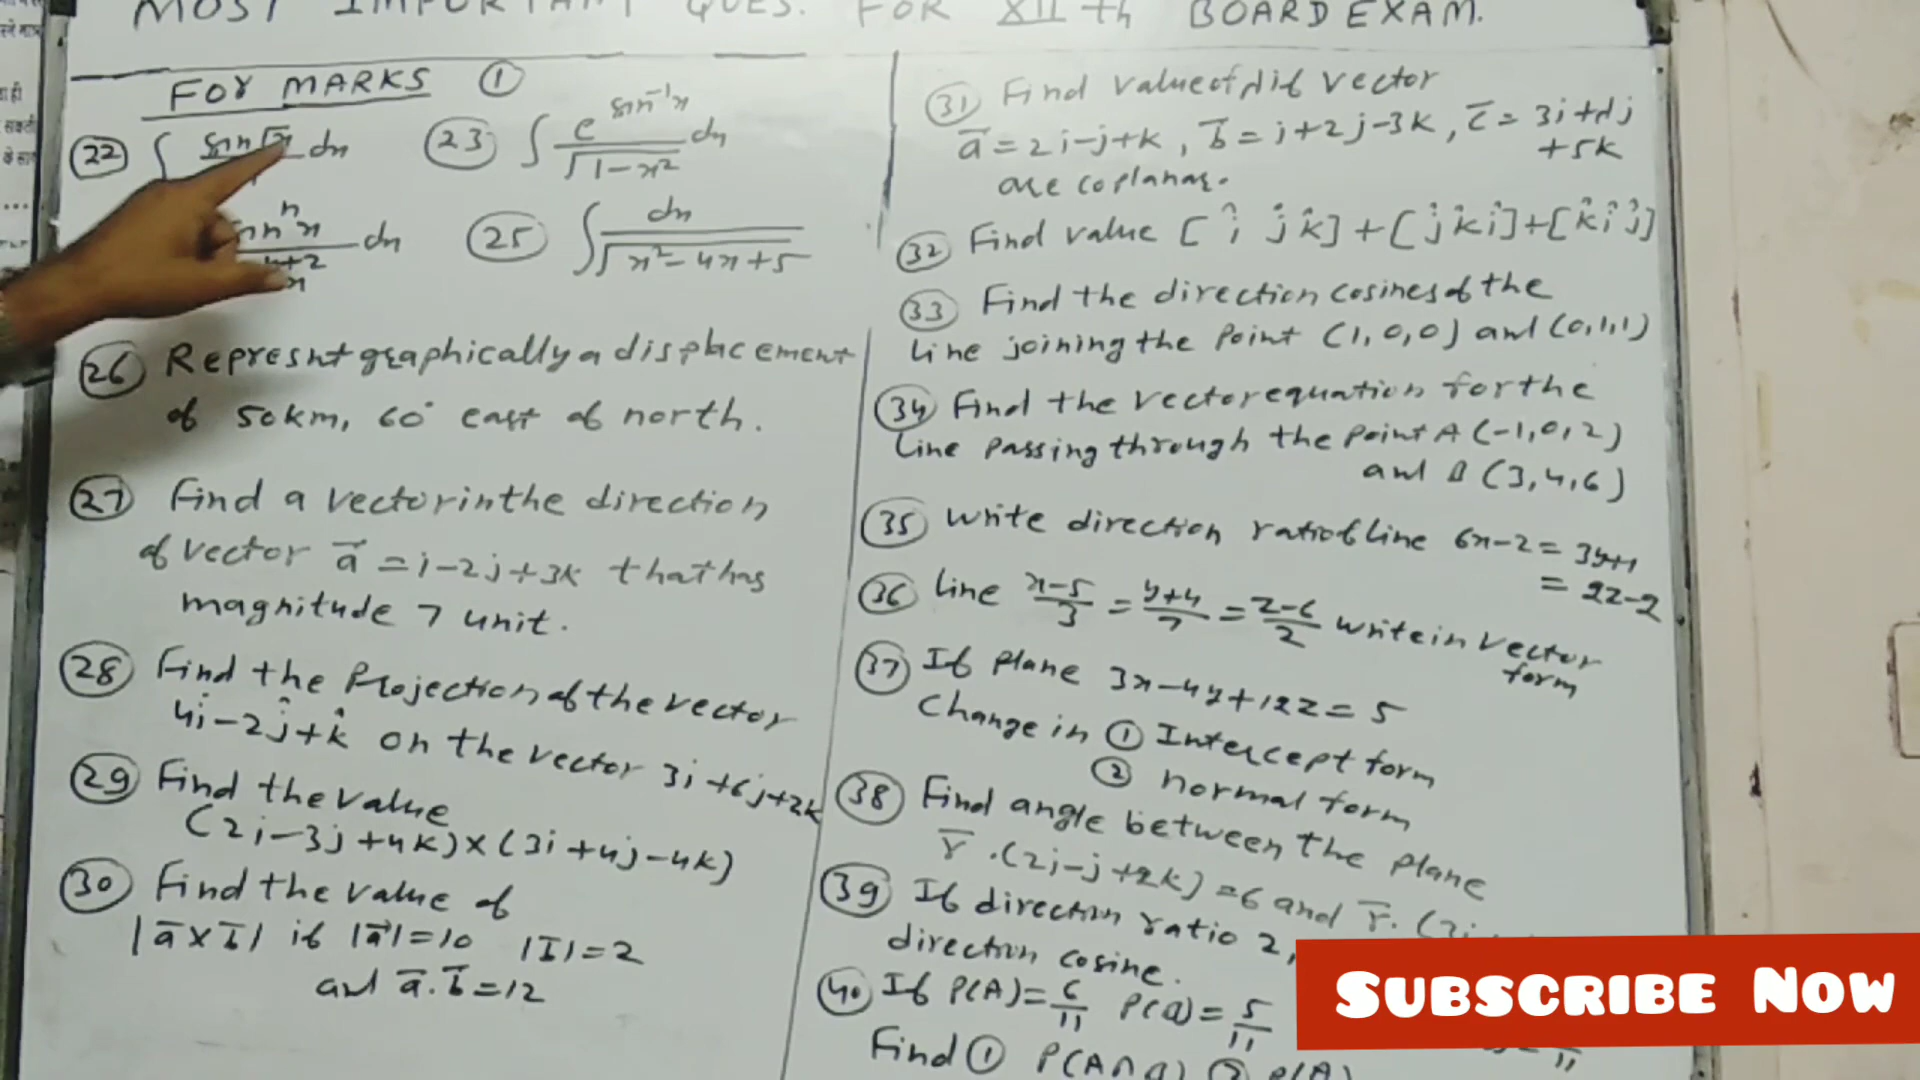 MOST IMPORTANT QUES. FOR XII th BOARD EXAM.
FOR MARKS ①
(22) ∫ sin√x dx
(23) ∫ e^sin⁻¹x / √1-x² dx
n x dx
(25) ∫ dx / √x²-4x+5
(26) Represnt graphically a displacement
of 50km, 60° east of north.
(27) Find a vector in the direction
of vector a = i-2j+3k that has
magnitude 7 unit.
(28) Find the Projection of the vector
4i-2j+k on the vector 3i+6j+2k
(29) Find the value
(2i-3j+4k)×(3i+4j-4k)
(30) Find the value of
|a×b| if |a|=10 |b|=2
and a.b=12
(31) Find value of λ if vector
a=2i-j+k, b=i+2j-3k, c=3i+λj
+5k
are coplanar.
(32) Find value [i j k]+[j k i]+[k i j]
(33) Find the direction cosines of the
line joining the Point (1,0,0) and (0,1,1)
(34) Find the vector equation for the
line passing through the point A(-1,0,2)
and B(3,4,6)
(35) write direction ratio of line 6x-2=3y+1
=2z-2
(36) line x-5/3=y+4/7=z-6/2 write in vector
form
(37) If plane 3x-4y+12z=5
Change in ① Intercept form
② normal form
(38) Find angle between the plane
r.(2i-j+2k)=6 and r.
(39) If direction ratio 2,
direction cosine.
(40) If P(A)=6/11 P(B)=5/11
Find ① P(A∩B) ②
SUBSCRIBE NOW